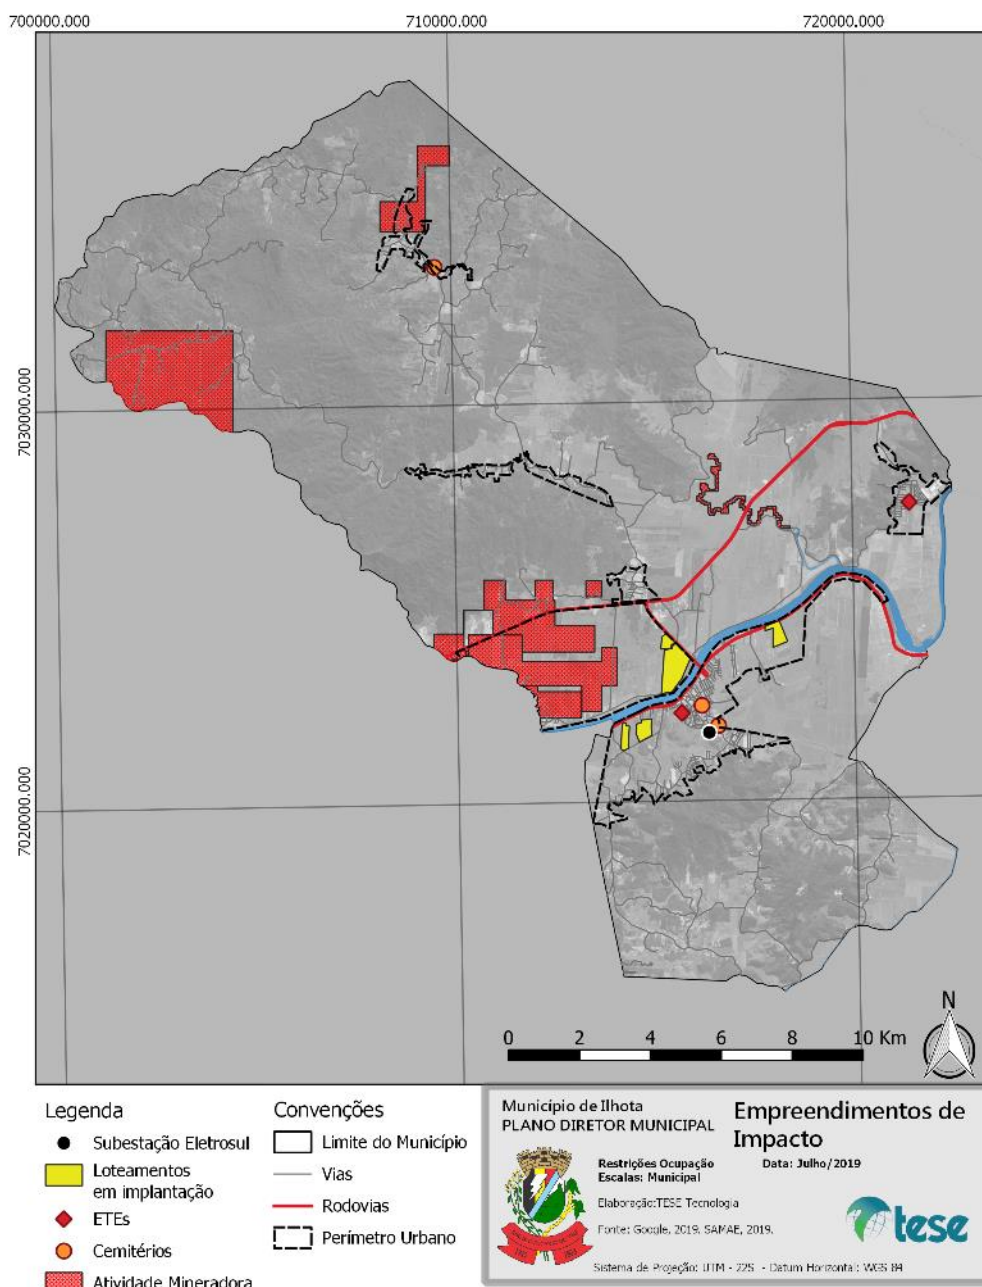 700000.000
710000.000
720000.000
7030000.000
7020000.000
N
0 2 4 6 8 10 Km
Legenda
Subestação Eletrosul
Loteamentos
em implantação
ETEs
Cemitérios
Atividade Mineradora
Convenções
Limite do Município
Vias
Rodovias
Perímetro Urbano
Município de Ilhota
PLANO DIRETOR MUNICIPAL
Empreendimentos de
Impacto
Restrições Ocupação
Escalas: Municipal
Data: Julho/2019
Elaboração:TESE Tecnologia
Fonte: Google, 2019. SAMAE, 2019.
tese
Sistema de Projeção: UTM - 22S - Datum Horizontal: WGS 84